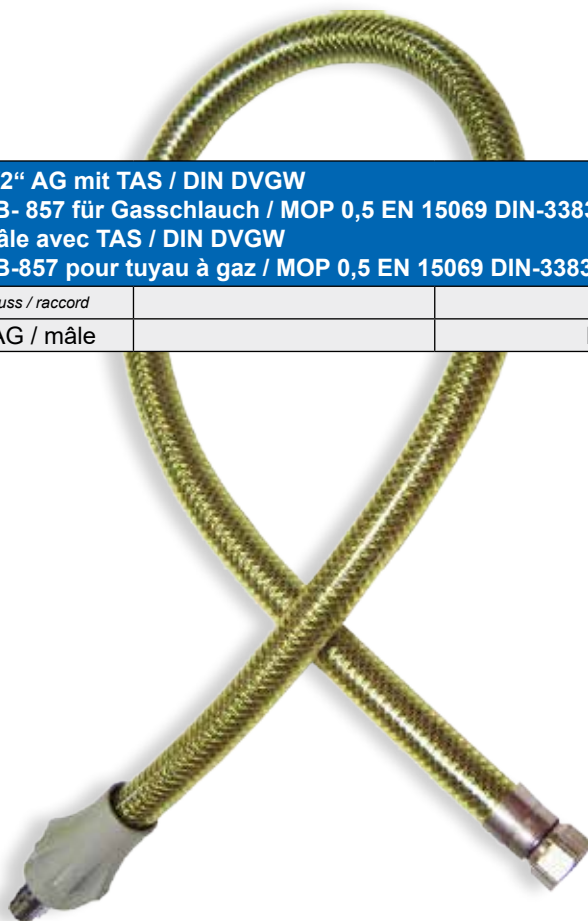 2“ AG mit TAS / DIN DVGW
B- 857 für Gasschlauch / MOP 0,5 EN 15069 DIN-3383
âle avec TAS / DIN DVGW
B-857 pour tuyau à gaz / MOP 0,5 EN 15069 DIN-3383
uss / raccord
AG / mâle